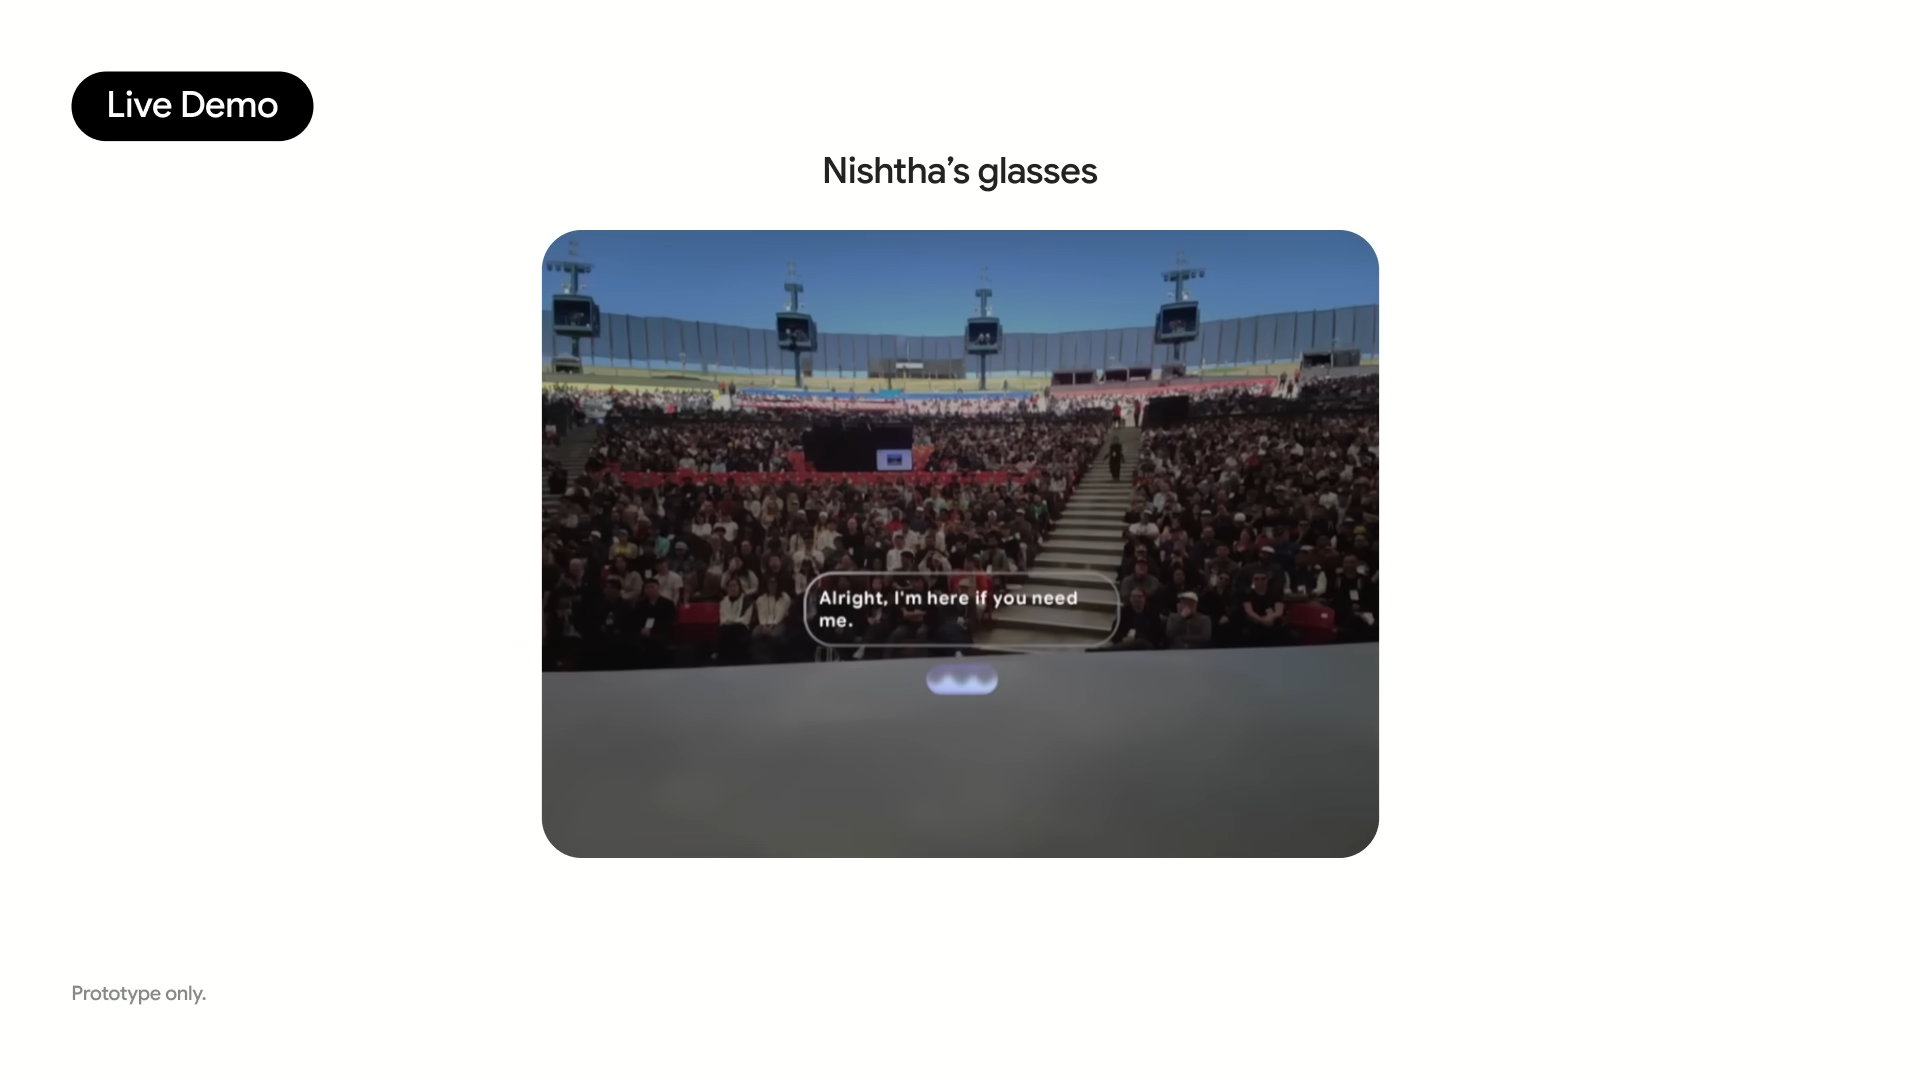 Live Demo
Nishtha’s glasses
Alright, I'm here if you need
me.
Prototype only.